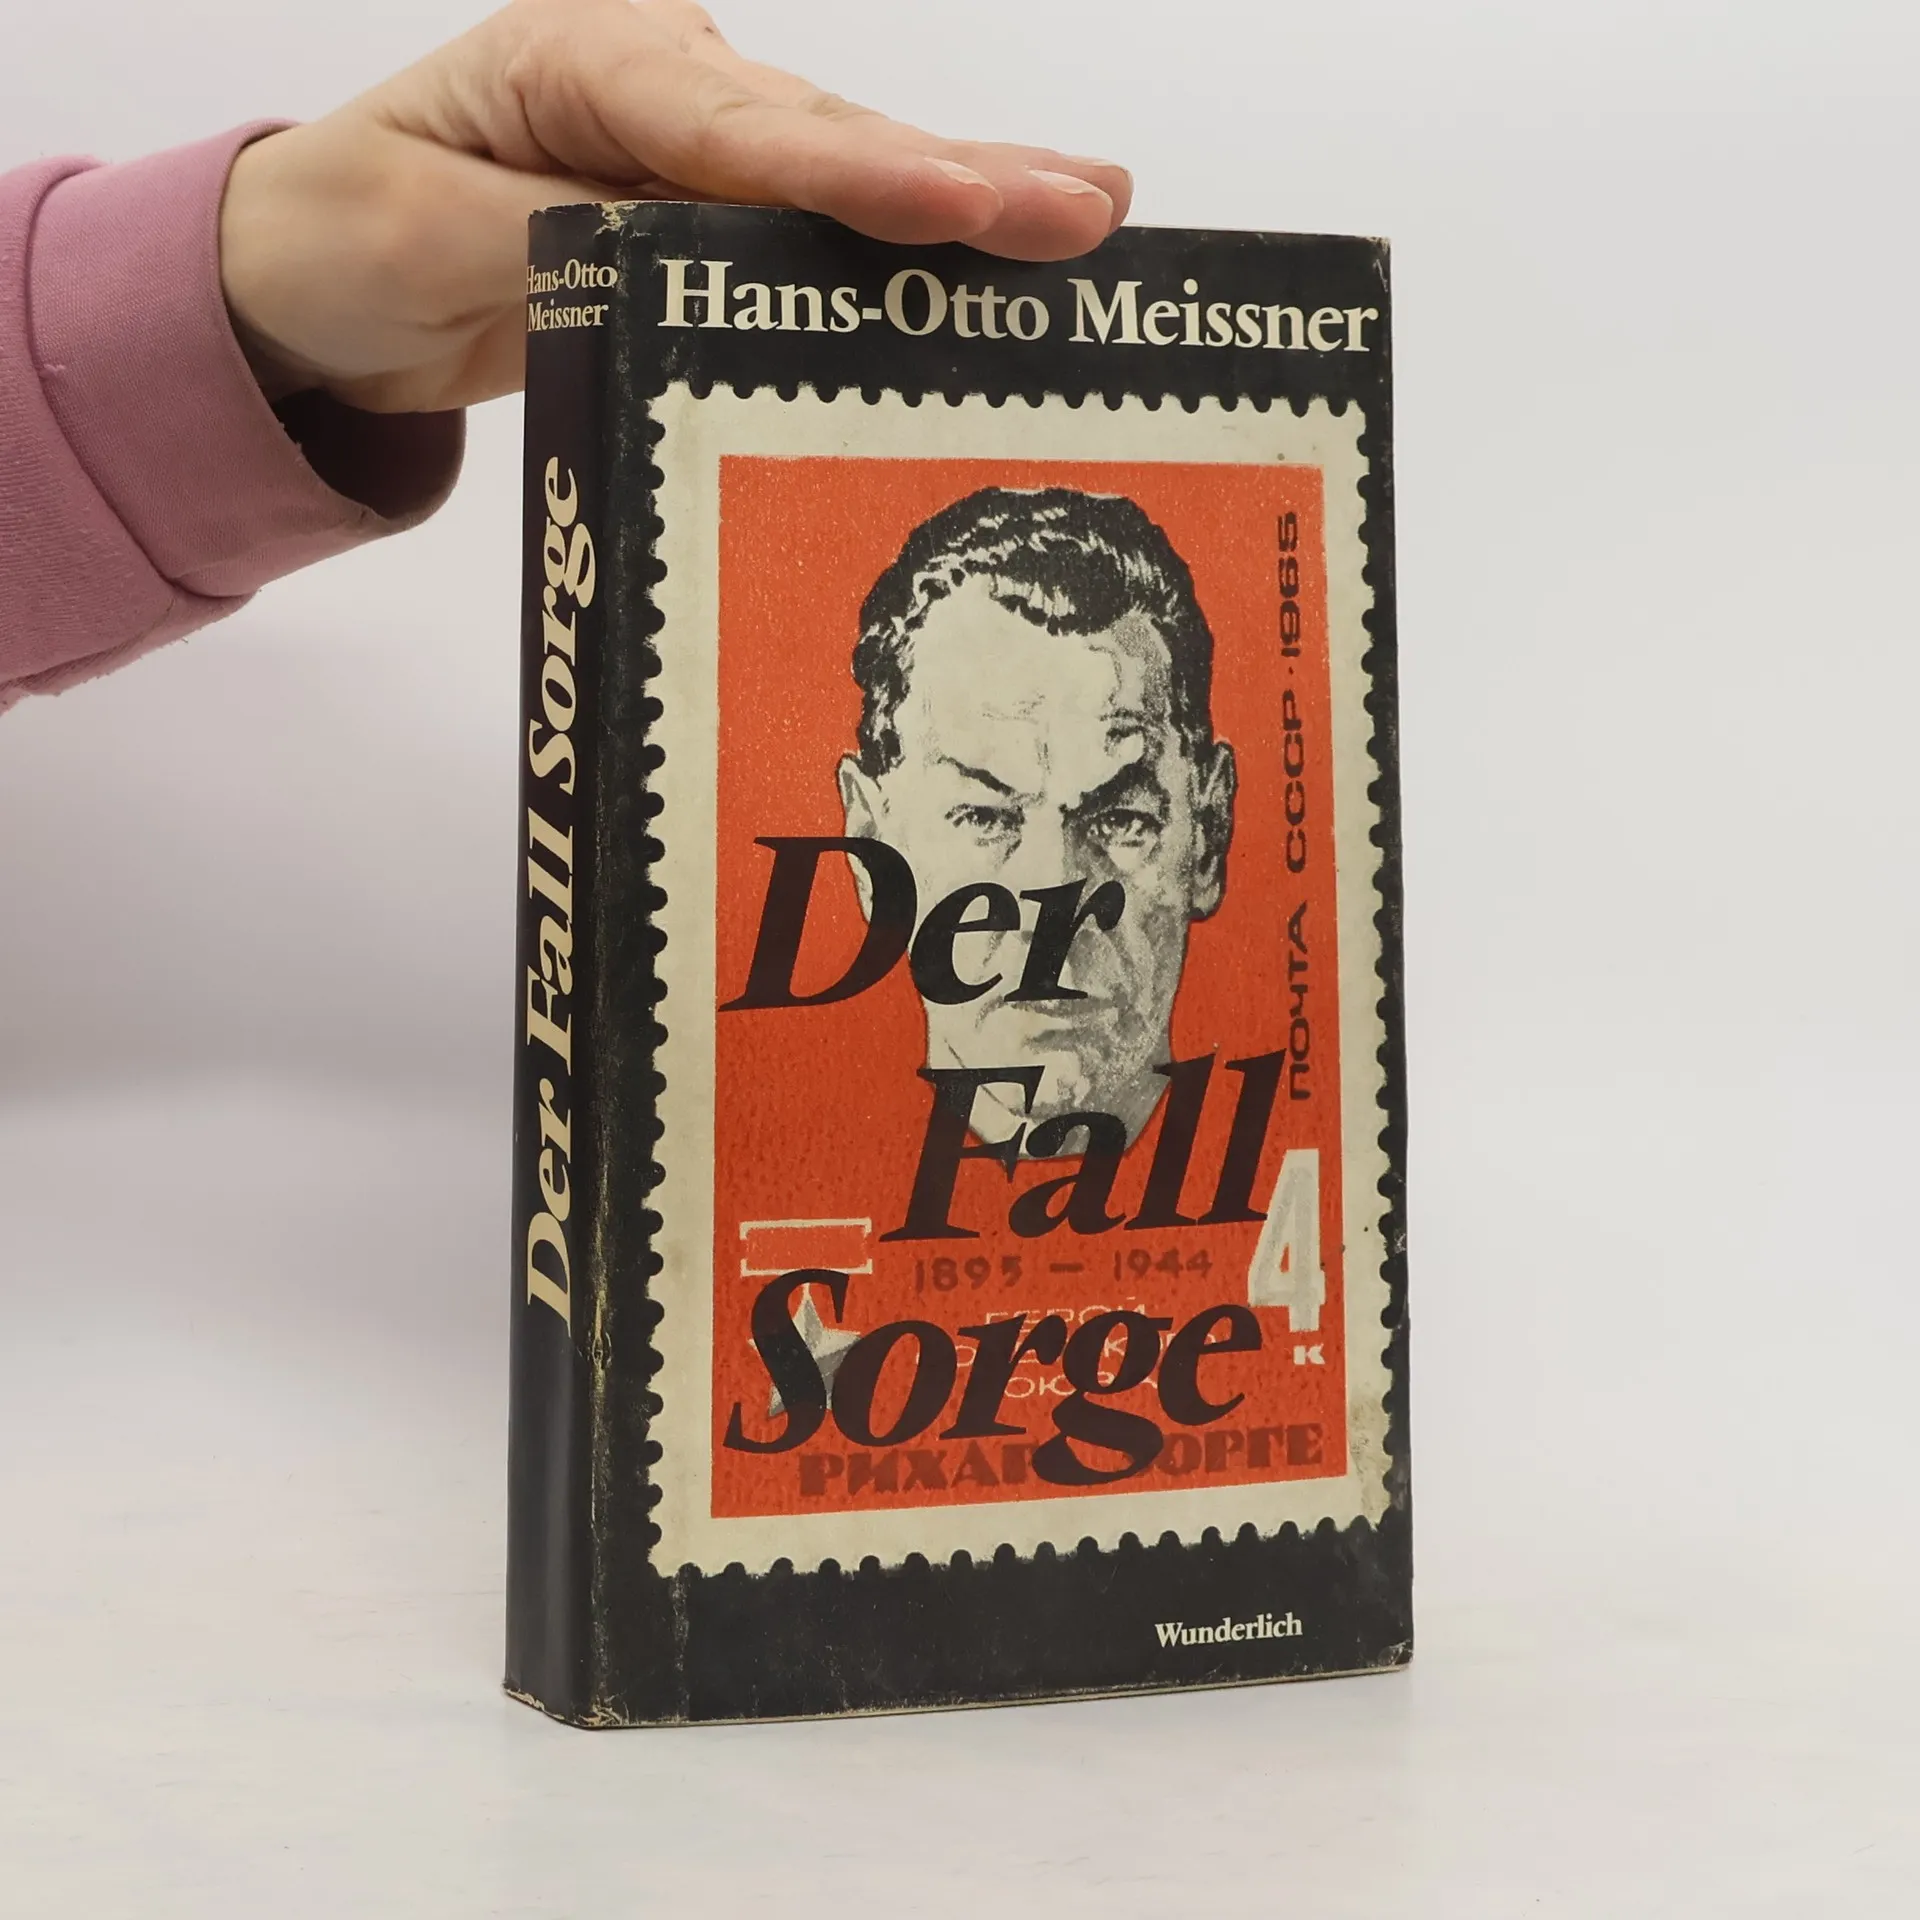 Hans-Otto
Meissner
Der Fall Sorge
Hans-Otto Meissner
ПОЧТА СССР · 1965
Der
Fall
4
к
1895 — 1944
Sorge
Wunderlich